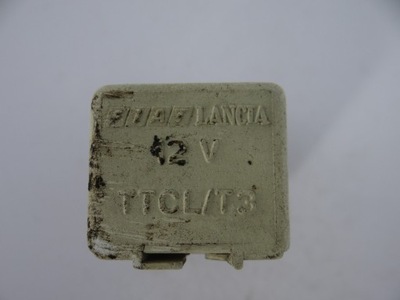 FIAT LANCIA
12 V
TTCL/T3